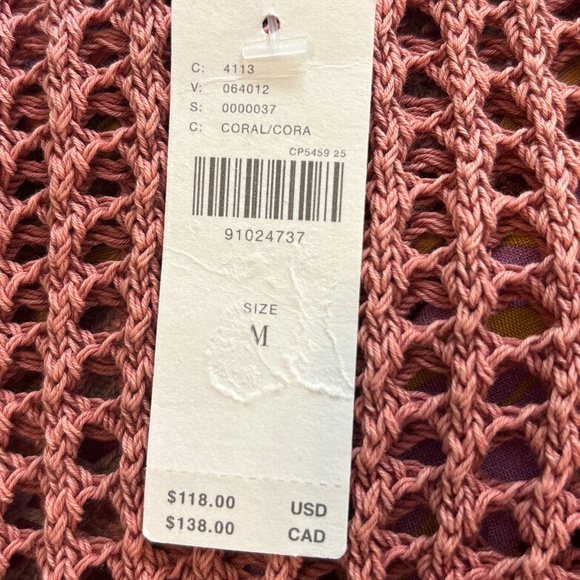 C: 4113
V: 064012
S: 0000037
C: CORAL/CORA
CP5459 25
91024737
SIZE
M
$118.00 USD
$138.00 CAD